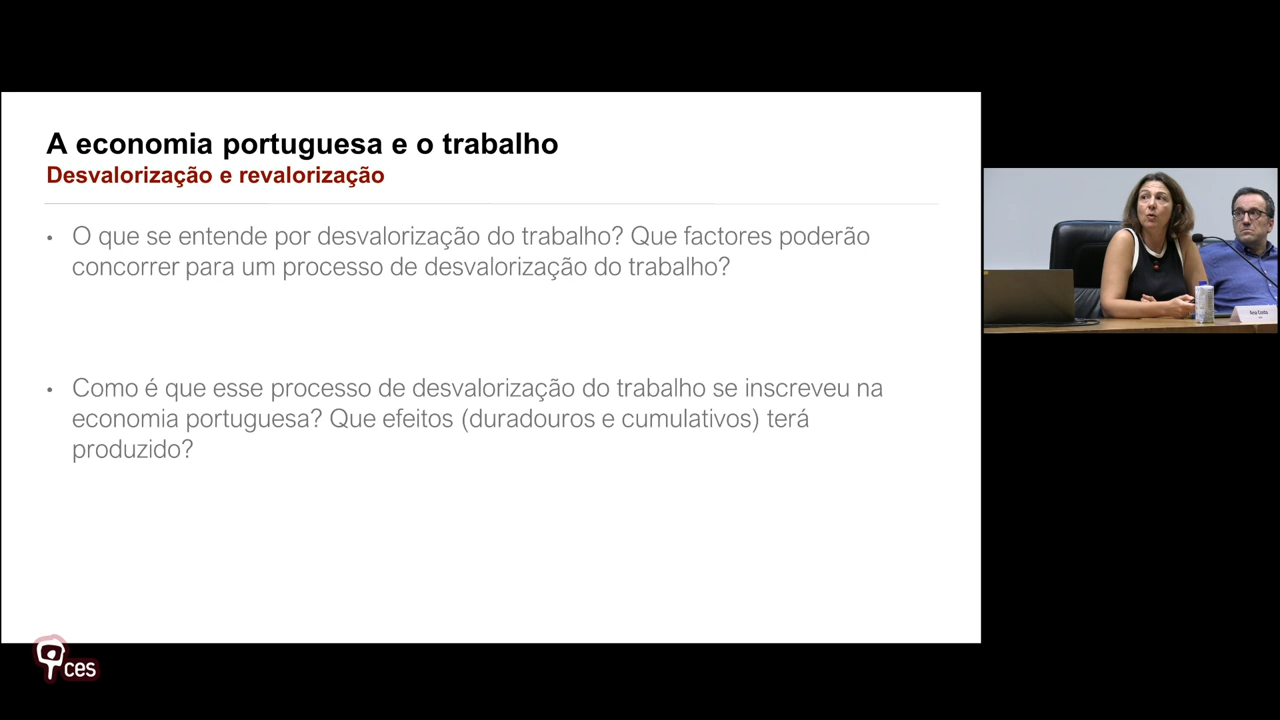 A economia portuguesa e o trabalho
Desvalorização e revalorização
• O que se entende por desvalorização do trabalho? Que factores poderão
concorrer para um processo de desvalorização do trabalho?
• Como é que esse processo de desvalorização do trabalho se inscreveu na
economia portuguesa? Que efeitos (duradouros e cumulativos) terá
produzido?
ces